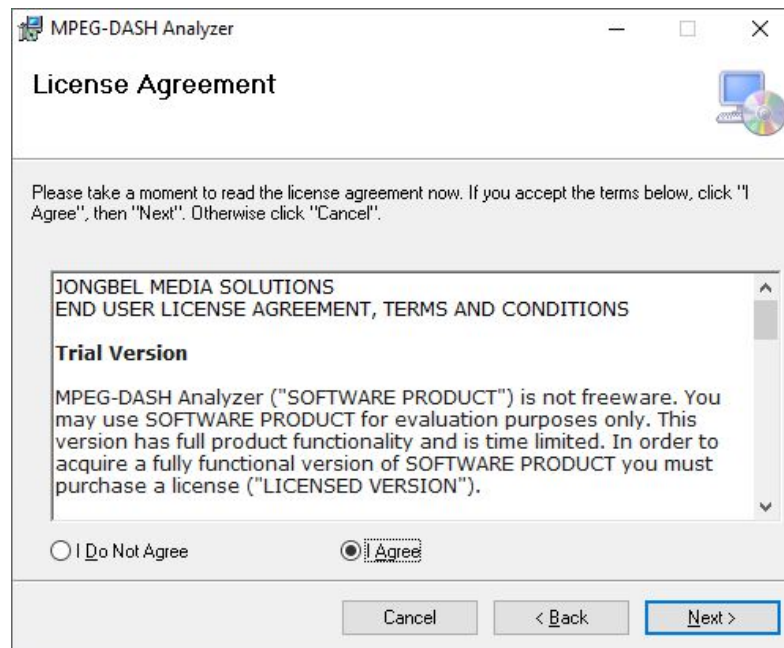 MPEG-DASH Analyzer
License Agreement
Please take a moment to read the license agreement now. If you accept the terms below, click "I
Agree", then "Next". Otherwise click "Cancel".
JONGBEL MEDIA SOLUTIONS
END USER LICENSE AGREEMENT, TERMS AND CONDITIONS
Trial Version
MPEG-DASH Analyzer ("SOFTWARE PRODUCT") is not freeware. You
may use SOFTWARE PRODUCT for evaluation purposes only. This
version has full product functionality and is time limited. In order to
acquire a fully functional version of SOFTWARE PRODUCT you must
purchase a license ("LICENSED VERSION").
I Do Not Agree
I Agree
Cancel
< Back
Next >